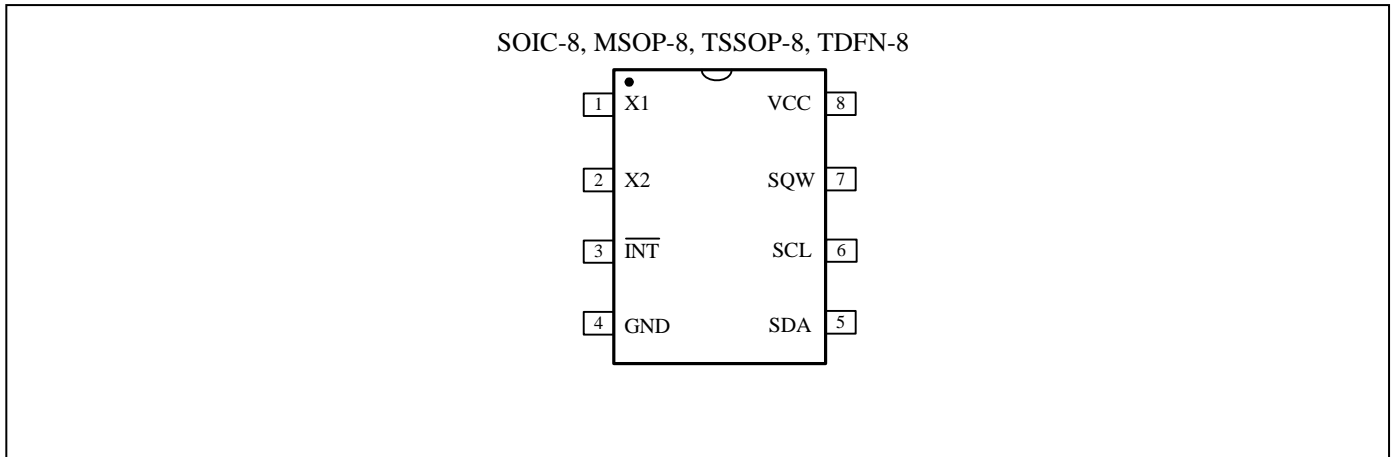 SOIC-8, MSOP-8, TSSOP-8, TDFN-8
1 X1 VCC 8
2 X2 SQW 7
3 INT SCL 6
4 GND SDA 5